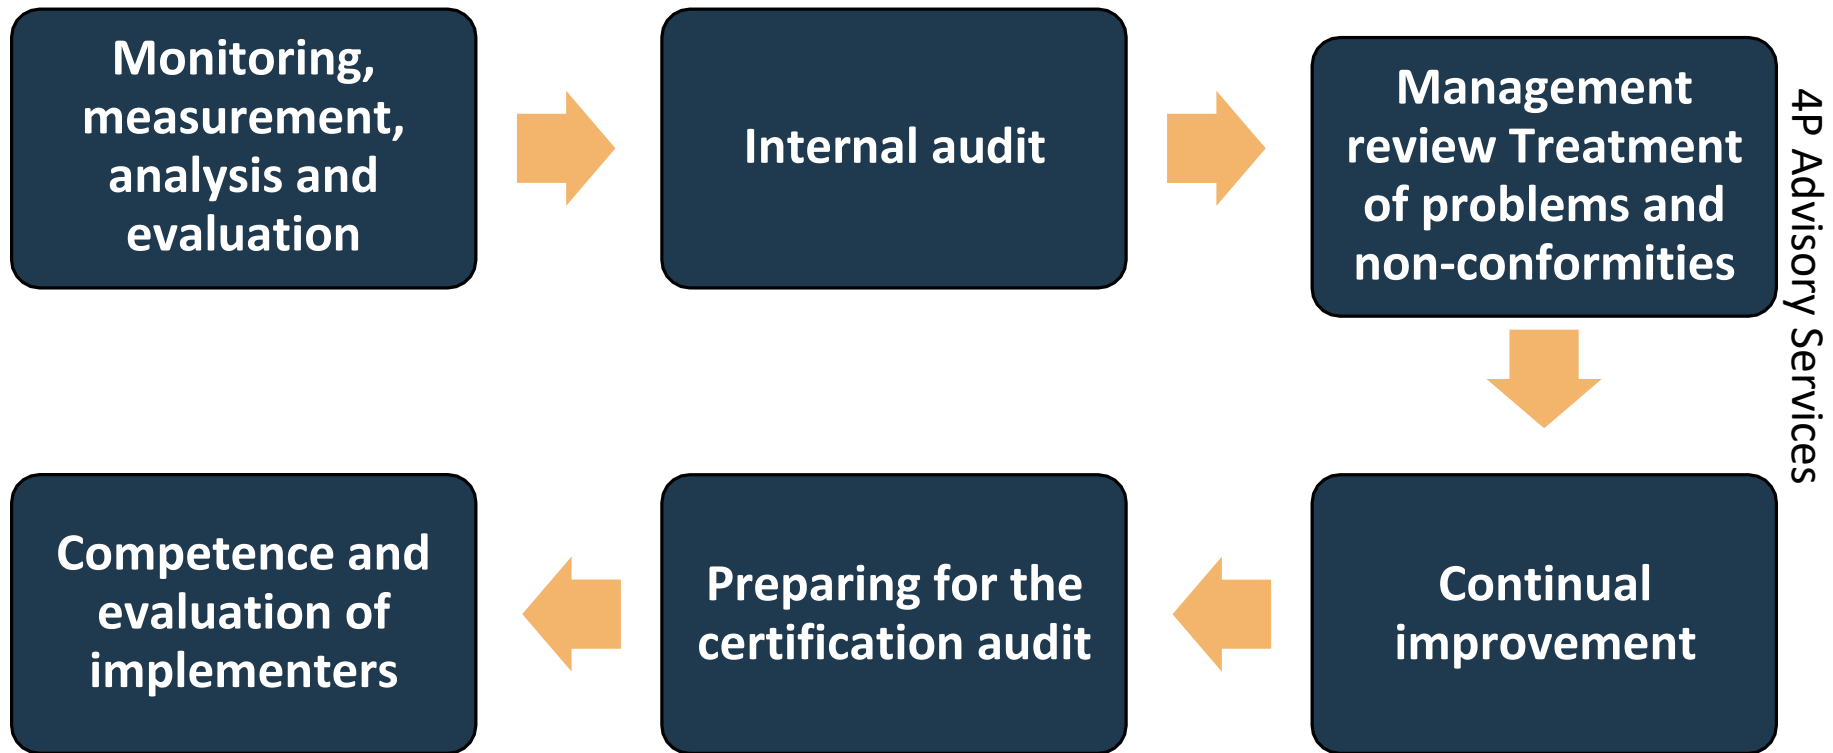 Monitoring,
measurement,
analysis and
evaluation
Internal audit
Management
review Treatment
of problems and
non-conformities
Continual
improvement
Preparing for the
certification audit
Competence and
evaluation of
implementers
4P Advisory Services